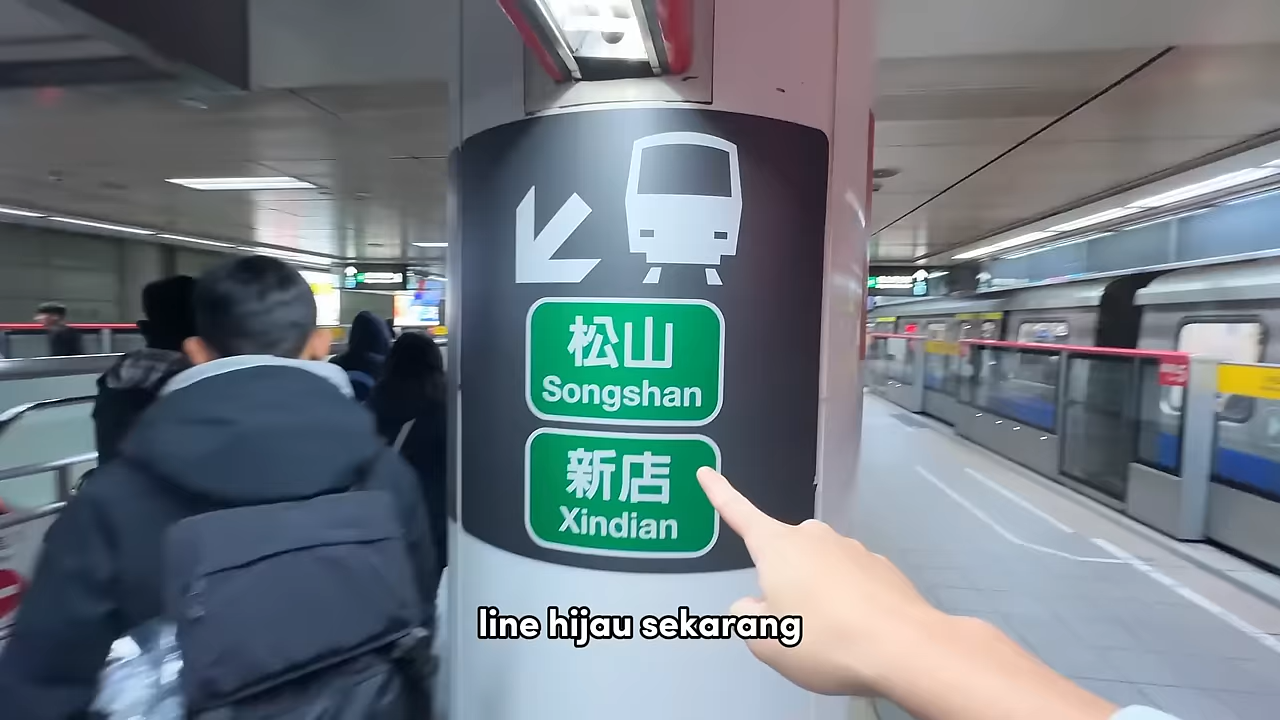 松山
Songshan
新店
Xindian
line hijau sekarang